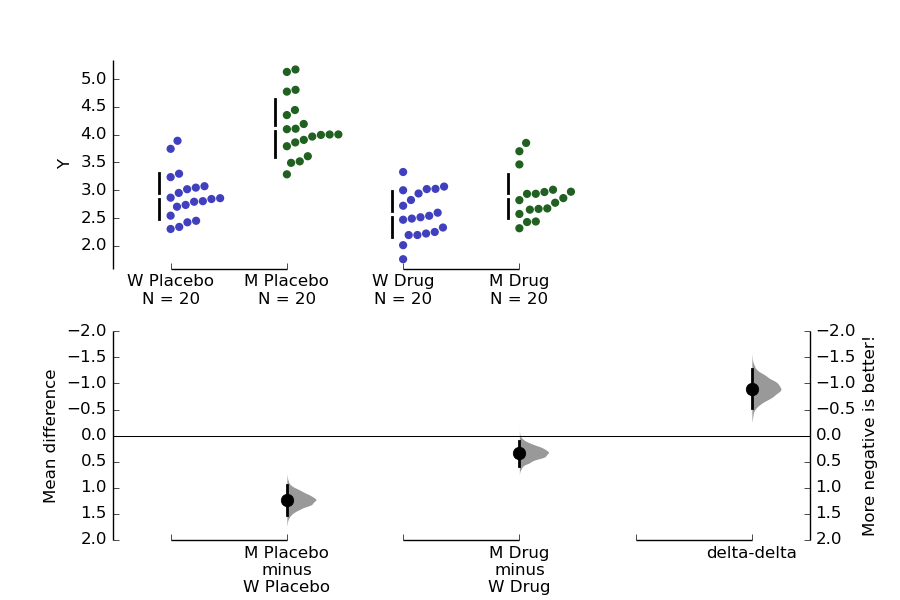 5.0
4.5
4.0
3.5
3.0
2.5
2.0
Y
W Placebo
N = 20
M Placebo
N = 20
W Drug
N = 20
M Drug
N = 20
−2.0
−1.5
−1.0
−0.5
0.0
0.5
1.0
1.5
2.0
Mean difference
−2.0
−1.5
−1.0
−0.5
0.0
0.5
1.0
1.5
2.0
More negative is better!
M Placebo
minus
W Placebo
M Drug
minus
W Drug
delta-delta